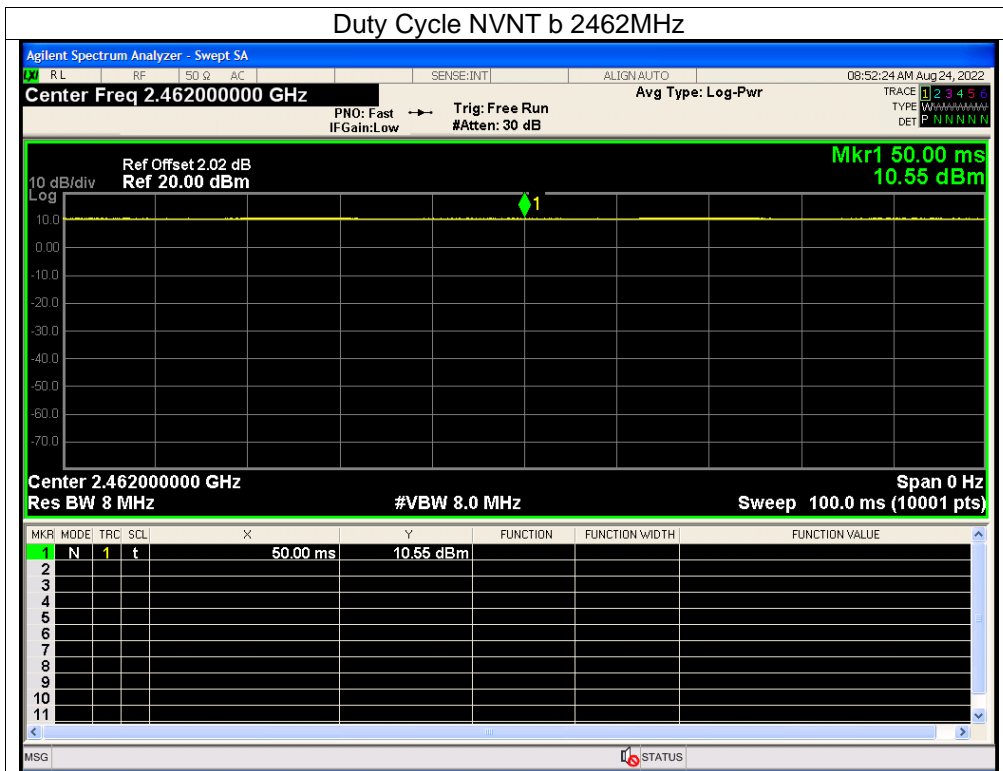 Duty Cycle NVNT b 2462MHz
Agilent Spectrum Analyzer - Swept SA
LXI RL RF 50 Ω AC SENSE:INT ALIGN AUTO 08:52:24 AM Aug 24, 2022
Center Freq 2.462000000 GHz Avg Type: Log-Pwr TRACE 1 2 3 4 5 6
PNO: Fast Trig: Free Run TYPE WWWWWW
IFGain:Low #Atten: 30 dB DET P N N N N N
Mkr1 50.00 ms
Ref Offset 2.02 dB
10 dB/div Ref 20.00 dBm 10.55 dBm
Log
1
10.0
0.00
-10.0
-20.0
-30.0
-40.0
-50.0
-60.0
-70.0
Center 2.462000000 GHz Span 0 Hz
Res BW 8 MHz #VBW 8.0 MHz Sweep 100.0 ms (10001 pts)
MKR MODE TRC SCL X Y FUNCTION FUNCTION WIDTH FUNCTION VALUE
1 N 1 t 50.00 ms 10.55 dBm
2
3
4
5
6
7
8
9
10
11
MSG STATUS